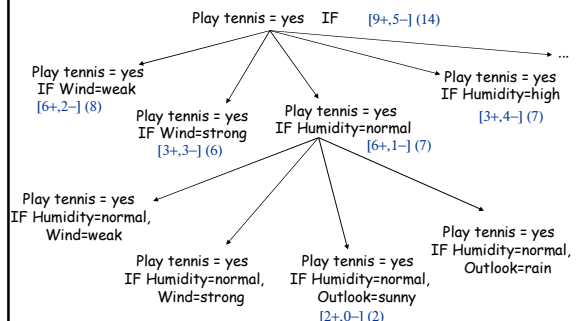 Play tennis = yes IF [9+,5−] (14)
...
Play tennis = yes
IF Wind=weak
[6+,2−] (8)
Play tennis = yes
IF Wind=strong
[3+,3−] (6)
Play tennis = yes
IF Humidity=normal
[6+,1−] (7)
Play tennis = yes
IF Humidity=high
[3+,4−] (7)
Play tennis = yes
IF Humidity=normal,
Wind=weak
Play tennis = yes
IF Humidity=normal,
Wind=strong
Play tennis = yes
IF Humidity=normal,
Outlook=sunny
[2+,0−] (2)
Play tennis = yes
IF Humidity=normal,
Outlook=rain